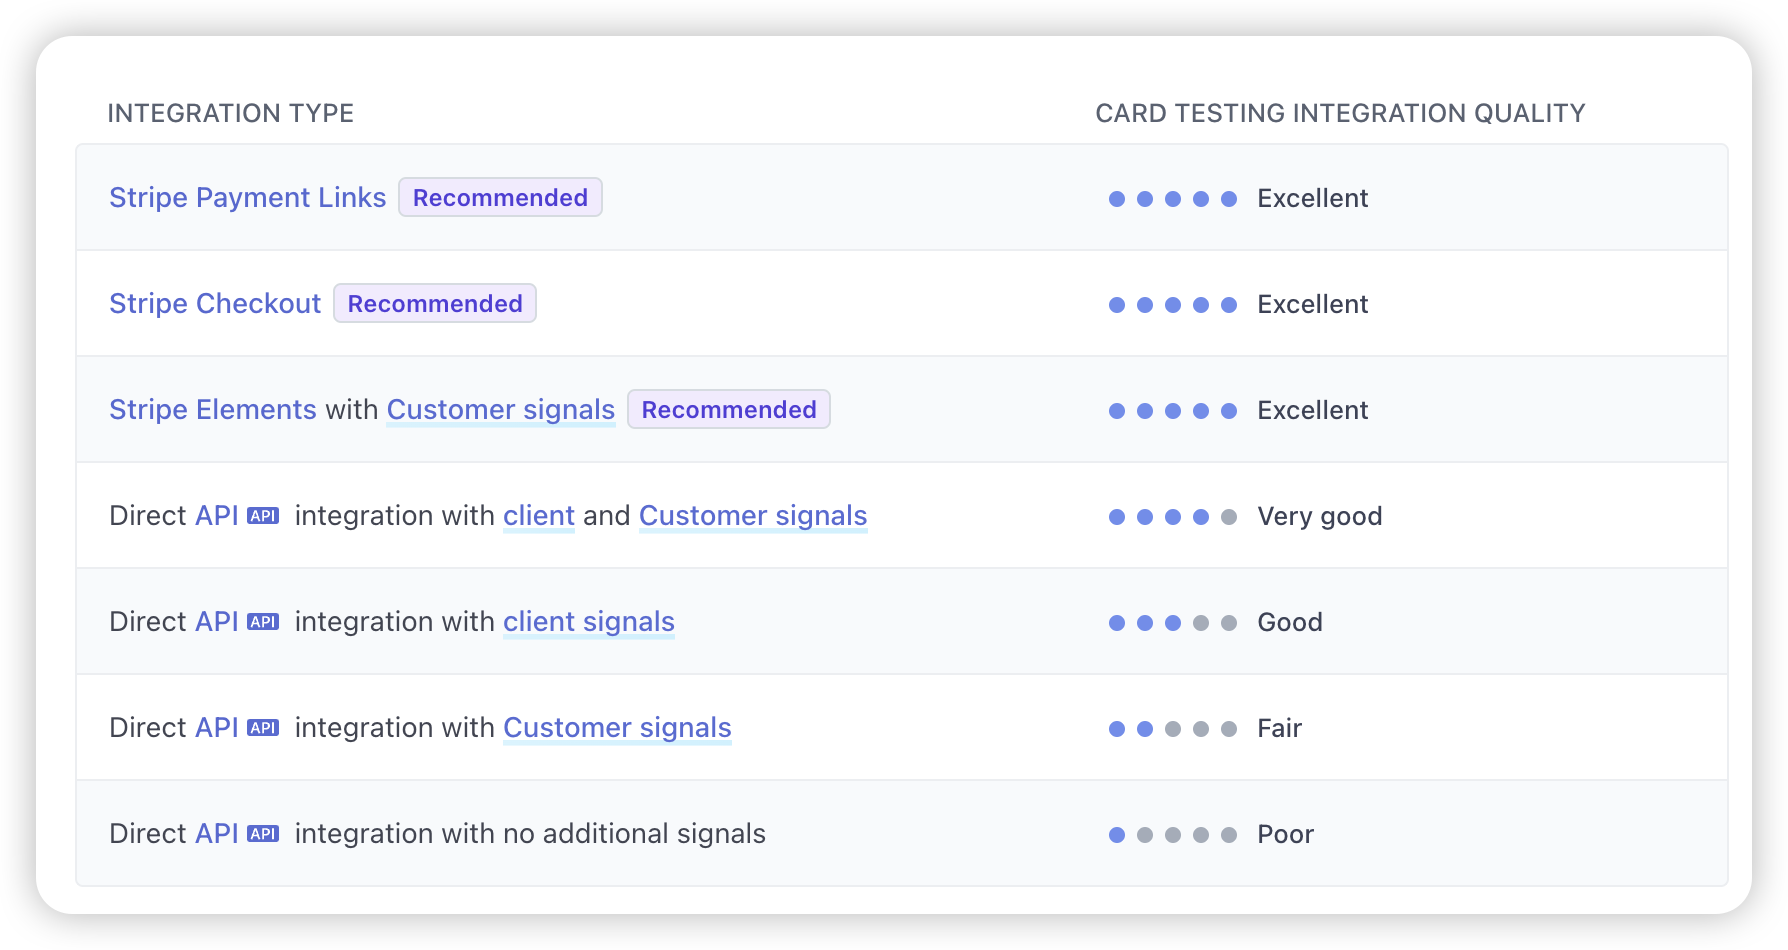 INTEGRATION TYPE CARD TESTING INTEGRATION QUALITY
Stripe Payment Links Recommended Excellent
Stripe Checkout Recommended Excellent
Stripe Elements with Customer signals Recommended Excellent
Direct API API integration with client and Customer signals Very good
Direct API API integration with client signals Good
Direct API API integration with Customer signals Fair
Direct API API integration with no additional signals Poor